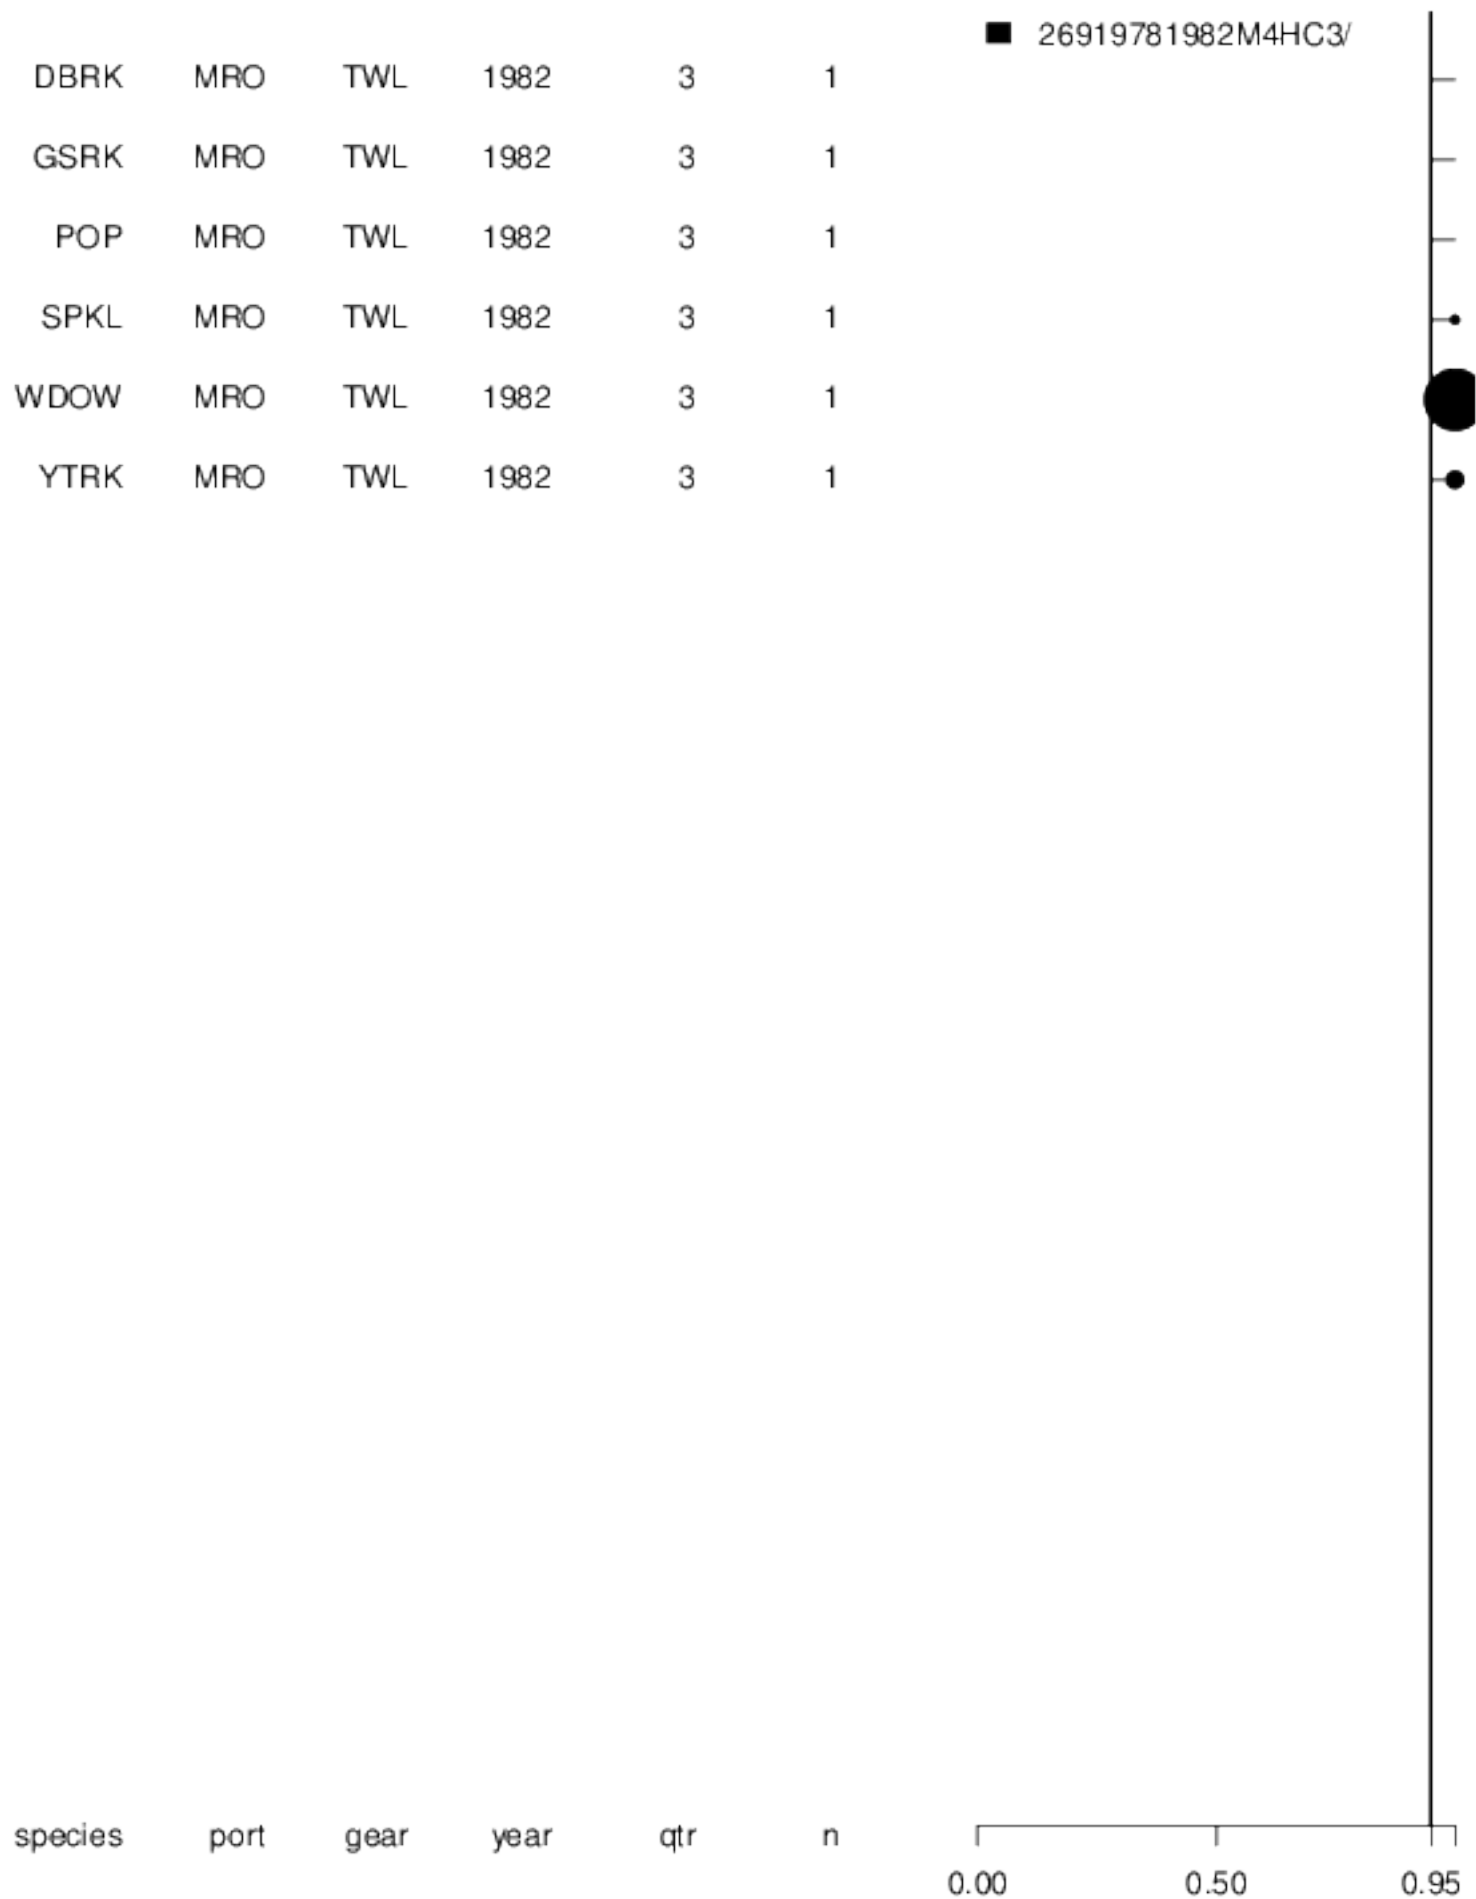 26919781982M4HC3/
DBRK MRO TWL 1982 3 1
GSRK MRO TWL 1982 3 1
POP MRO TWL 1982 3 1
SPKL MRO TWL 1982 3 1
WDOW MRO TWL 1982 3 1
YTRK MRO TWL 1982 3 1
species port gear year qtr n
0.00 0.50 0.95